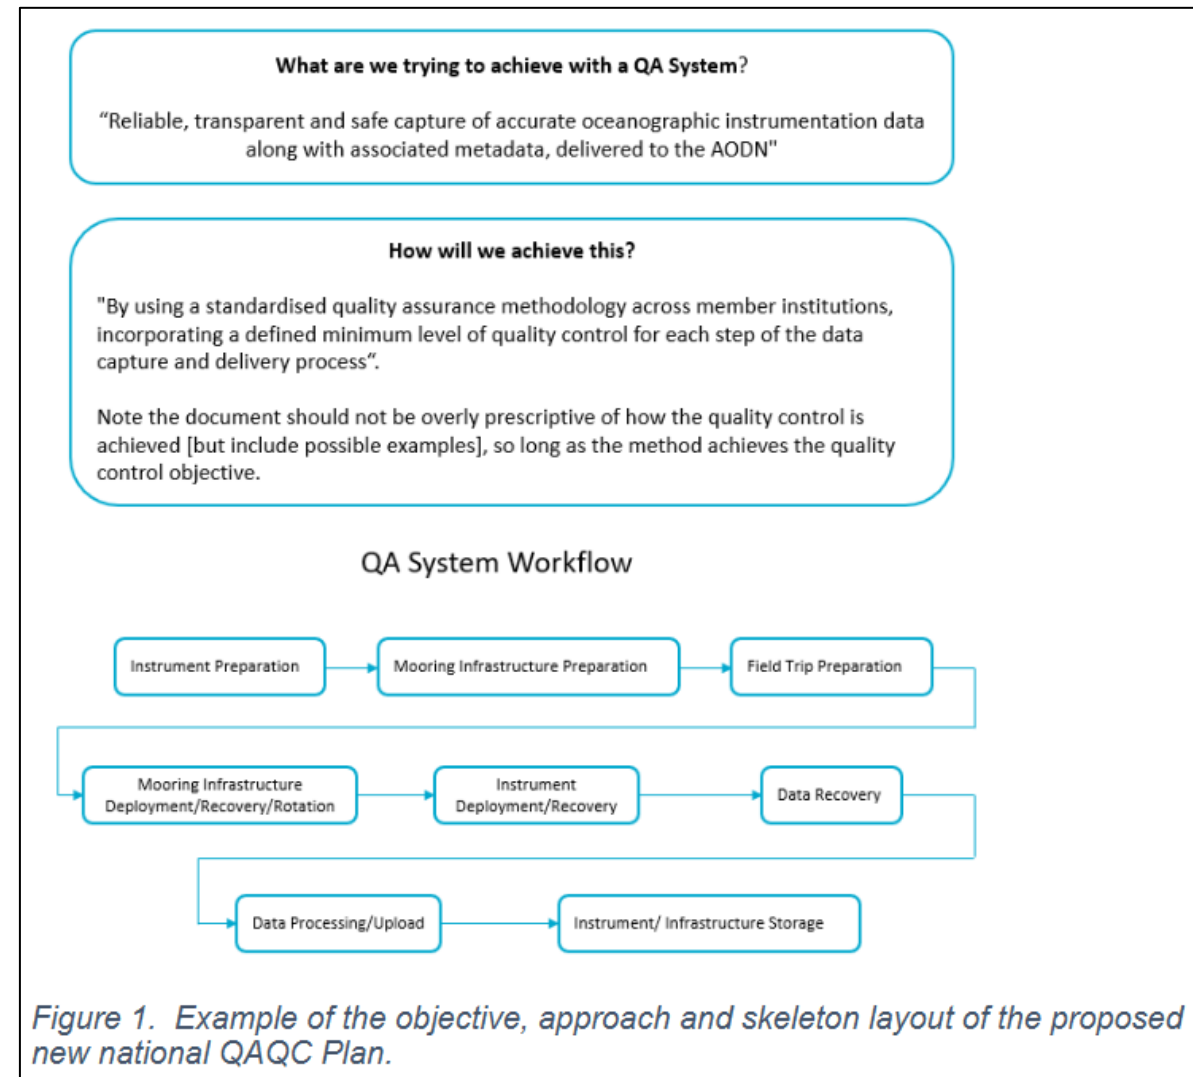 What are we trying to achieve with a QA System?
“Reliable, transparent and safe capture of accurate oceanographic instrumentation data
along with associated metadata, delivered to the AODN"
How will we achieve this?
"By using a standardised quality assurance methodology across member institutions,
incorporating a defined minimum level of quality control for each step of the data
capture and delivery process“.
Note the document should not be overly prescriptive of how the quality control is
achieved [but include possible examples], so long as the method achieves the quality
control objective.
QA System Workflow
Instrument Preparation
Mooring Infrastructure Preparation
Field Trip Preparation
Mooring Infrastructure
Deployment/Recovery/Rotation
Instrument
Deployment/Recovery
Data Recovery
Data Processing/Upload
Instrument/ Infrastructure Storage
Figure 1.  Example of the objective, approach and skeleton layout of the proposed
new national QAQC Plan.